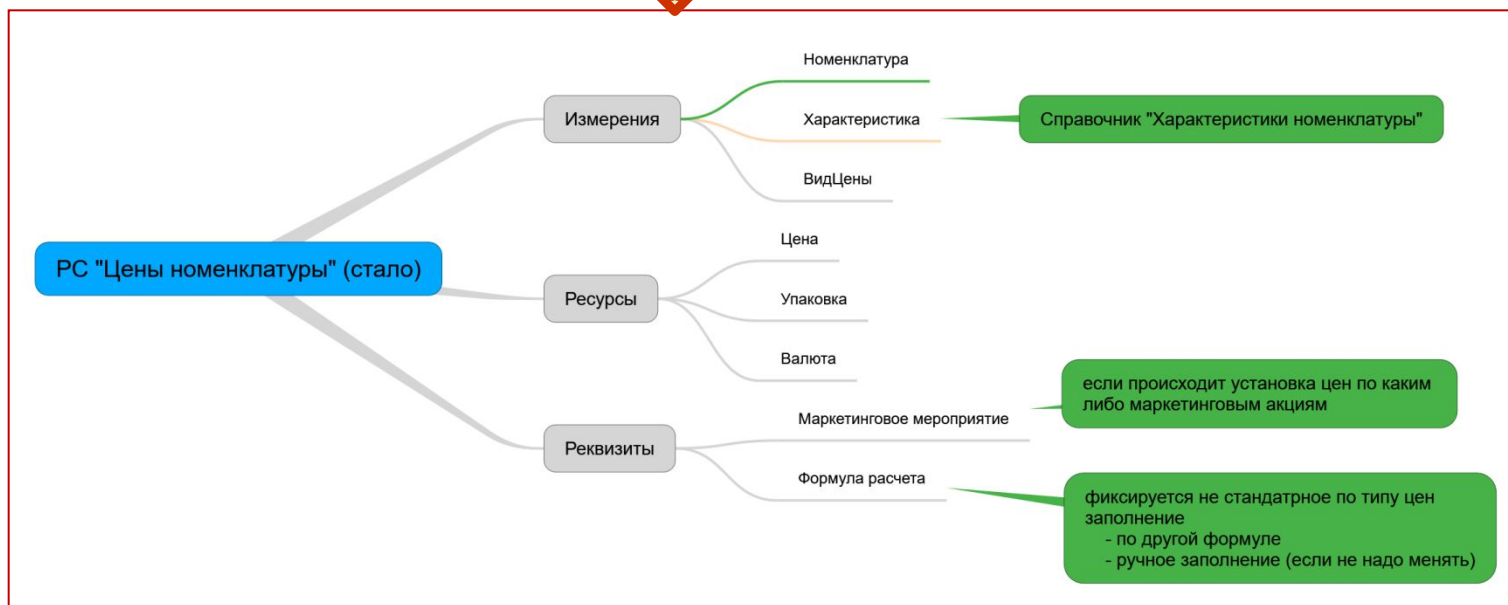 РС "Цены номенклатуры" (стало)
Измерения
Номенклатура
Характеристика
Справочник "Характеристики номенклатуры"
ВидЦены
Ресурсы
Цена
Упаковка
Валюта
Реквизиты
Маркетинговое мероприятие
если происходит установка цен по каким
либо маркетинговым акциям
Формула расчета
фиксируется не стандатрное по типу цен
заполнение
- по другой формуле
- ручное заполнение (если не надо менять)